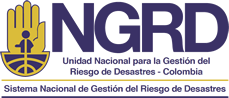 NGRD
Unidad Nacional para la Gestión del
Riesgo de Desastres - Colombia
Sistema Nacional de Gestión del Riesgo de Desastres